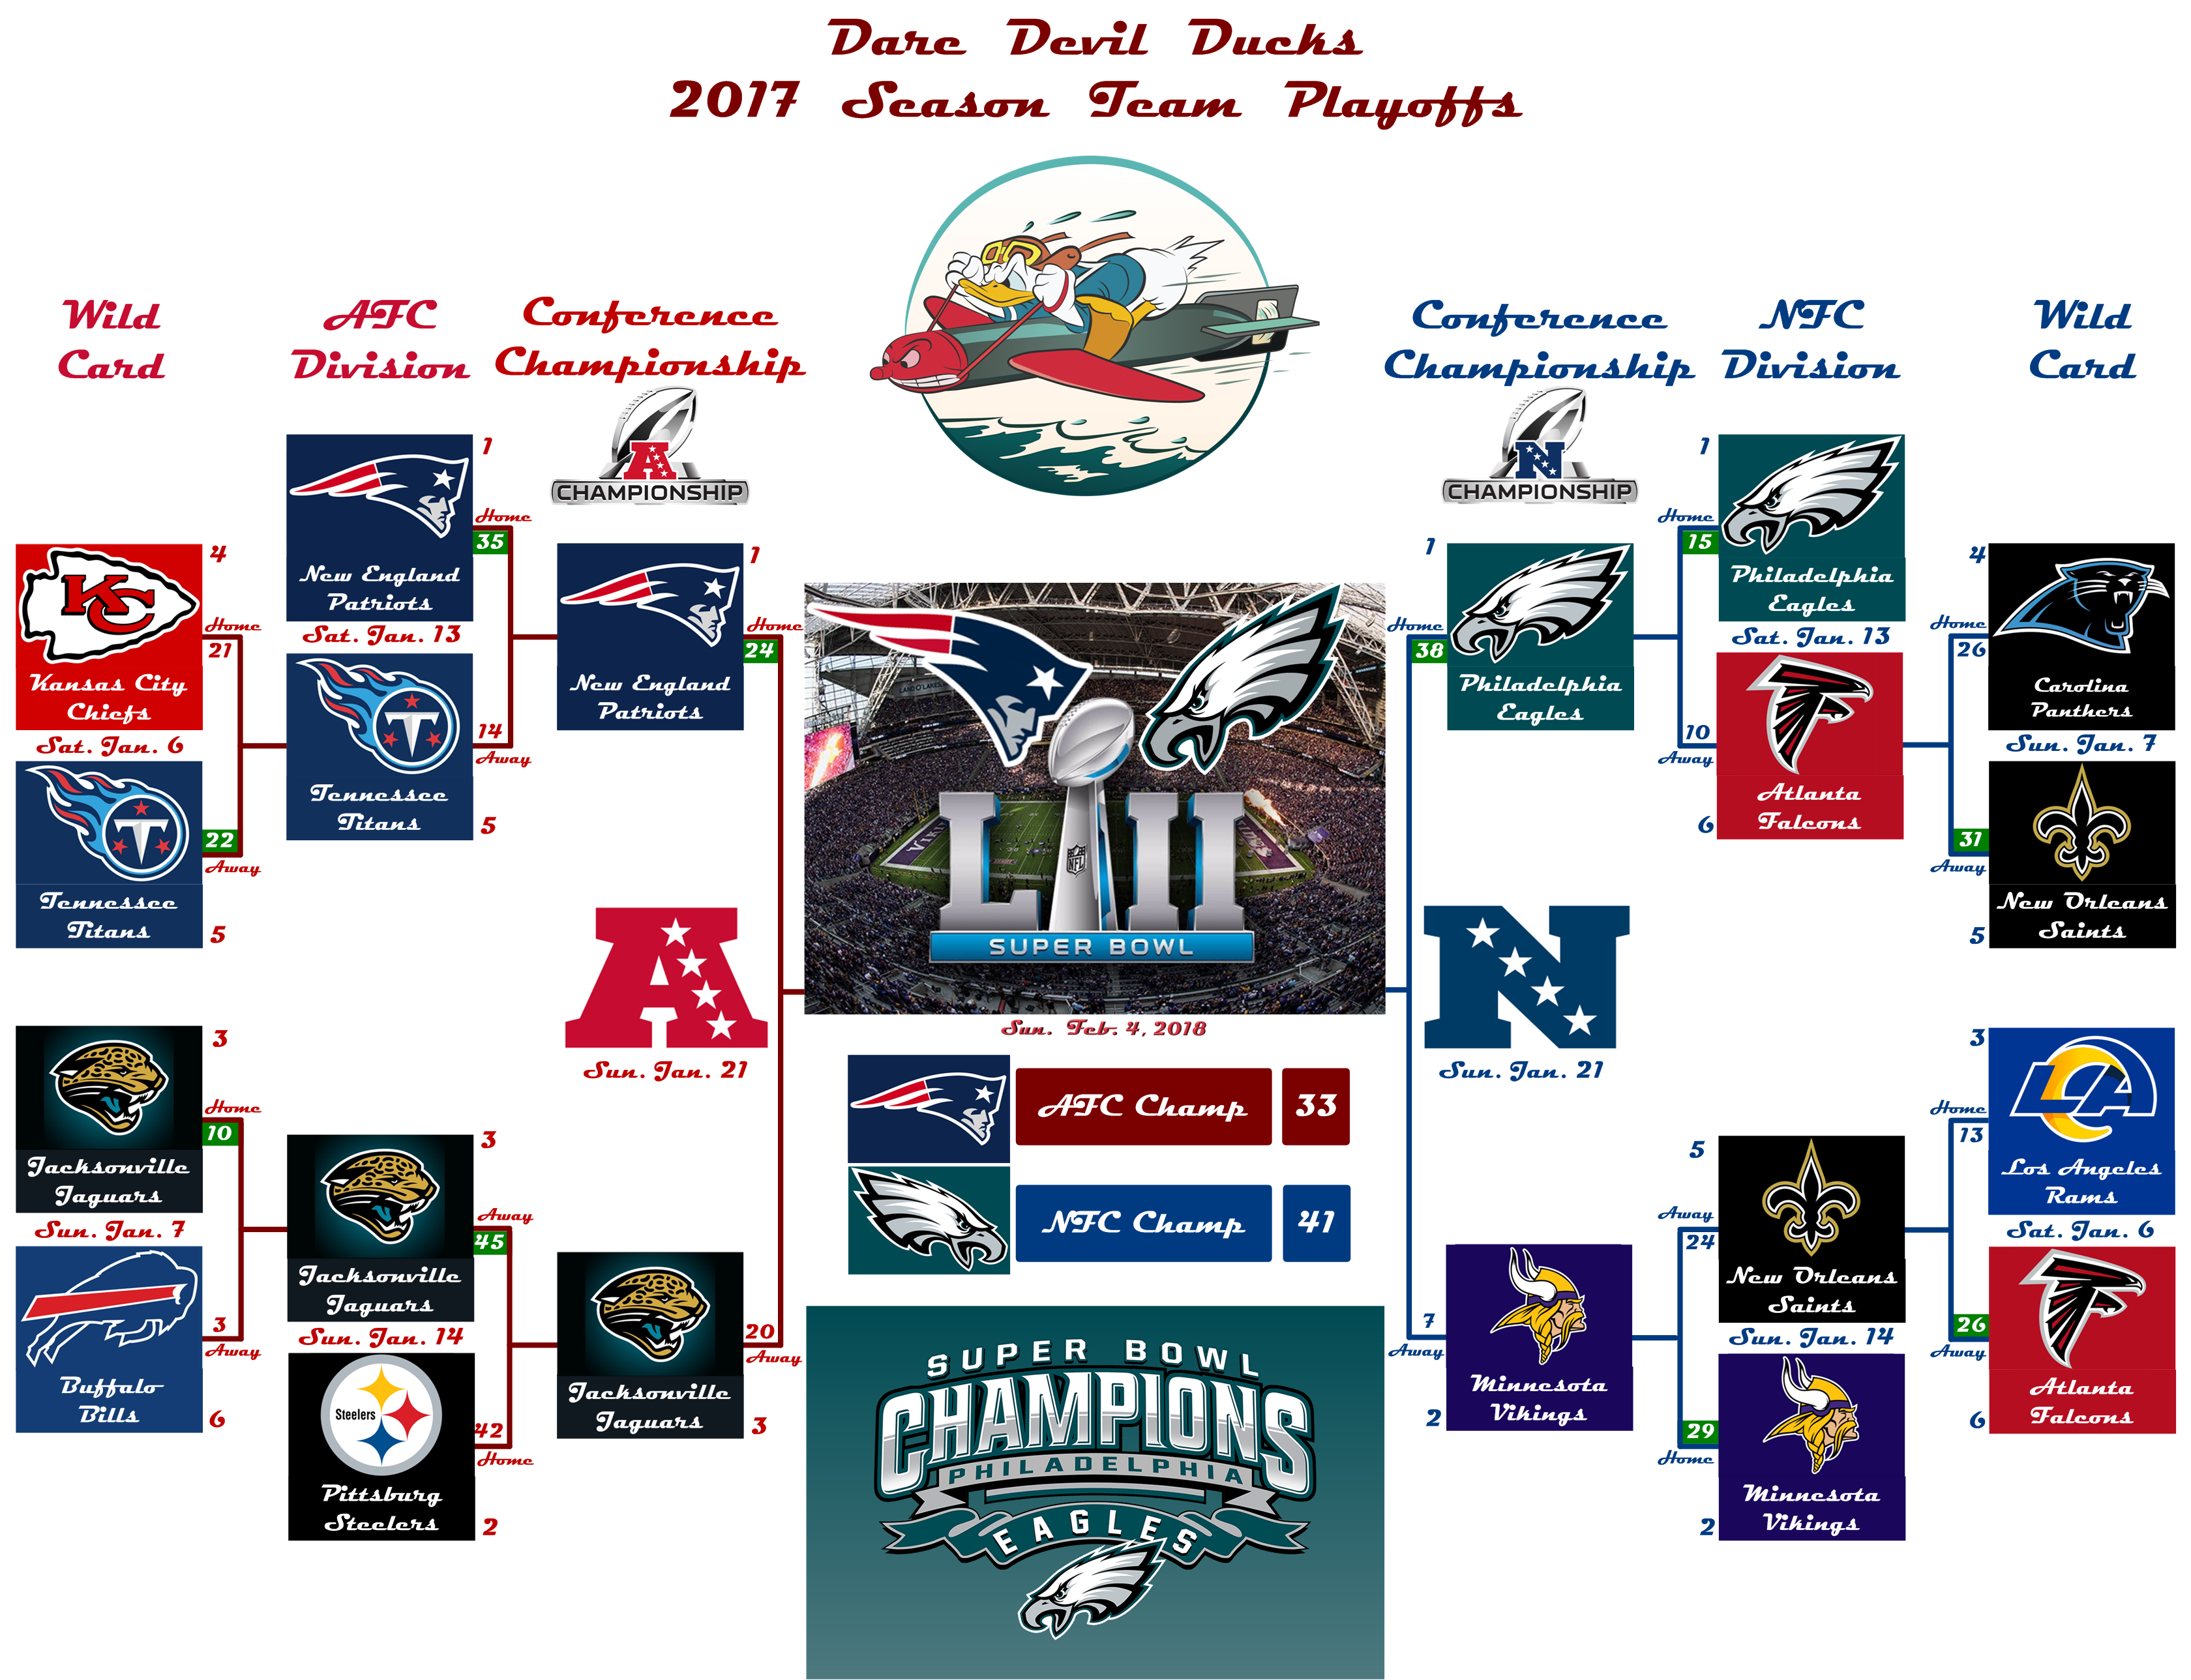 Dare Devil Ducks
2017 Season Team Playoffs
Wild
Card
AFC
Division
Conference
Championship
CHAMPIONSHIP
Conference
Championship
CHAMPIONSHIP
NFC
Division
Wild
Card
4
KC
Home
21
Kansas City
Chiefs
Sat. Jan. 6
T
22
Away
Tennessee
Titans
5
3
Home
10
Jacksonville
Jaguars
Sun. Jan. 7
3
Away
Buffalo
Bills
6
1
Home
35
New England
Patriots
Sat. Jan. 13
T
14
Away
Tennessee
Titans
5
3
Away
45
Jacksonville
Jaguars
Sun. Jan. 14
Steelers
42
Home
Pittsburg
Steelers
2
1
Home
24
New England
Patriots
A
Sun. Jan. 21
20
Away
Jacksonville
Jaguars
3
LAND O LAKES
LII
NFL
SUPER BOWL
Sun. Feb. 4, 2018
AFC Champ 33
NFC Champ 41
SUPER BOWL
CHAMPIONS
PHILADELPHIA
EAGLES
1
Home
38
Philadelphia
Eagles
N
Sun. Jan. 21
7
Away
Minnesota
Vikings
2
1
Home
15
Philadelphia
Eagles
Sat. Jan. 13
10
Away
Atlanta
Falcons
6
5
Away
24
New Orleans
Saints
Sun. Jan. 14
29
Home
Minnesota
Vikings
2
4
Home
26
Carolina
Panthers
Sun. Jan. 7
31
Away
New Orleans
Saints
5
3
LA
Home
13
Los Angeles
Rams
Sat. Jan. 6
26
Away
Atlanta
Falcons
6